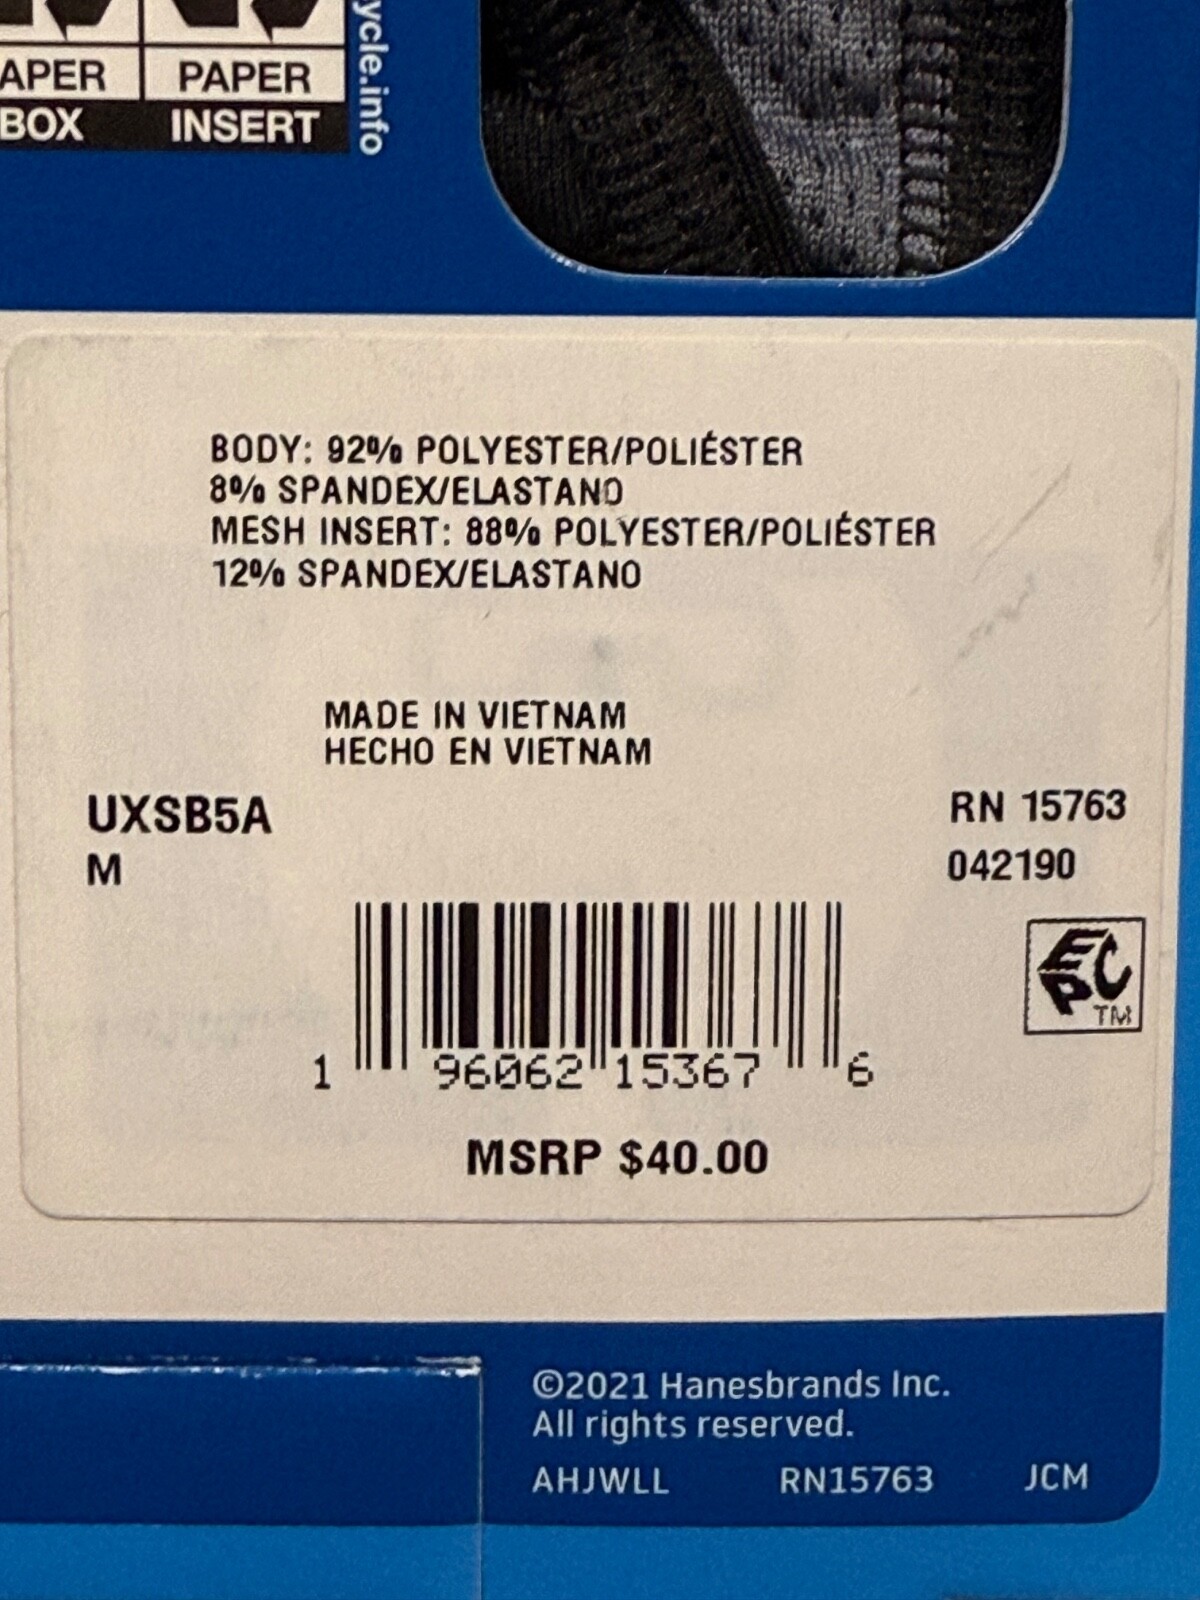 PAPER
BOX
INSERT
ycle.info
BODY: 92% POLYESTER/POLIÉSTER
8% SPANDEX/ELASTANO
MESH INSERT: 88% POLYESTER/POLIÉSTER
12% SPANDEX/ELASTANO
MADE IN VIETNAM
HECHO EN VIETNAM
UXSB5A
RN 15763
M
042190
EPC TM
1 96062 15367 6
MSRP $40.00
©2021 Hanesbrands Inc.
All rights reserved.
AHJWLL RN15763 JCM